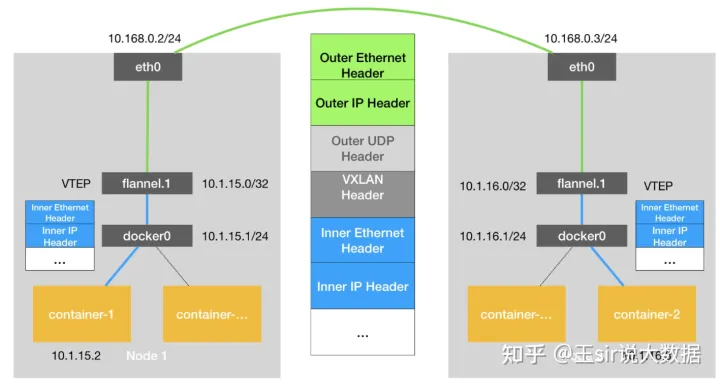 10.168.0.2/24
eth0
VTEP
flannel.1
10.1.15.0/32
Inner Ethernet
Header
Inner IP
Header
...
docker0
10.1.15.1/24
container-1
container-...
10.1.15.2
Node 1
Outer Ethernet
Header
Outer IP Header
Outer UDP
Header
VXLAN
Header
Inner Ethernet
Header
Inner IP Header
...
10.168.0.3/24
eth0
10.1.16.0/32
flannel.1
VTEP
10.1.16.1/24
docker0
Inner Ethernet
Header
Inner IP
Header
...
container-...
container-2
知乎 @王sir说大数据